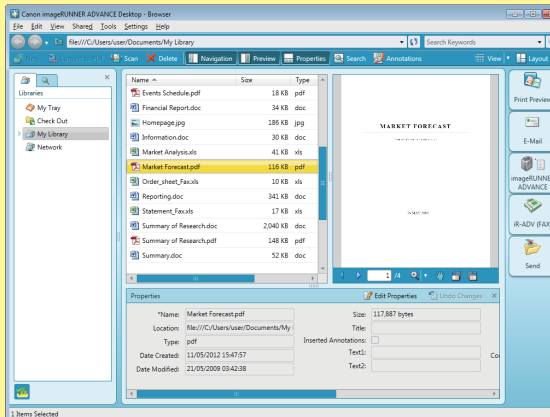 Canon imageRUNNER ADVANCE Desktop - Browser
File Edit View Shared Tools Settings Help
file:///C:/Users/user/Documents/My Library
Search Keywords
Scan Delete Navigation Preview Properties Search Annotations View Layout
Libraries
My Tray
Check Out
My Library
Network
Name Size Type
Events Schedule.pdf 18 KB pdf
Financial Report.doc 34 KB doc
Homepage.jpg 186 KB jpg
Information.doc 30 KB doc
Market Analysis.xls 41 KB xls
Market Forecast.pdf 116 KB pdf
Order_sheet_Fax.xls 10 KB xls
Reporting.doc 341 KB doc
Statement_Fax.xls 17 KB xls
Summary of Research.doc 2,040 KB doc
Summary of Research.pdf 148 KB pdf
Summary.doc 52 KB doc
MARKET FORECAST
1 /4
Print Preview
E-Mail
imageRUNNE
ADVANCE
iR-ADV (FAX
Send
Properties Edit Properties Undo Changes
*Name: Market Forecast.pdf Size: 117,887 bytes
Location: file:///C:/Users/user/Documents/My Title:
Type: pdf Inserted Annotations:
Date Created: 11/05/2012 15:47:57 Text1: Co
Date Modified: 21/05/2009 03:42:38 Text2:
1 Items Selected